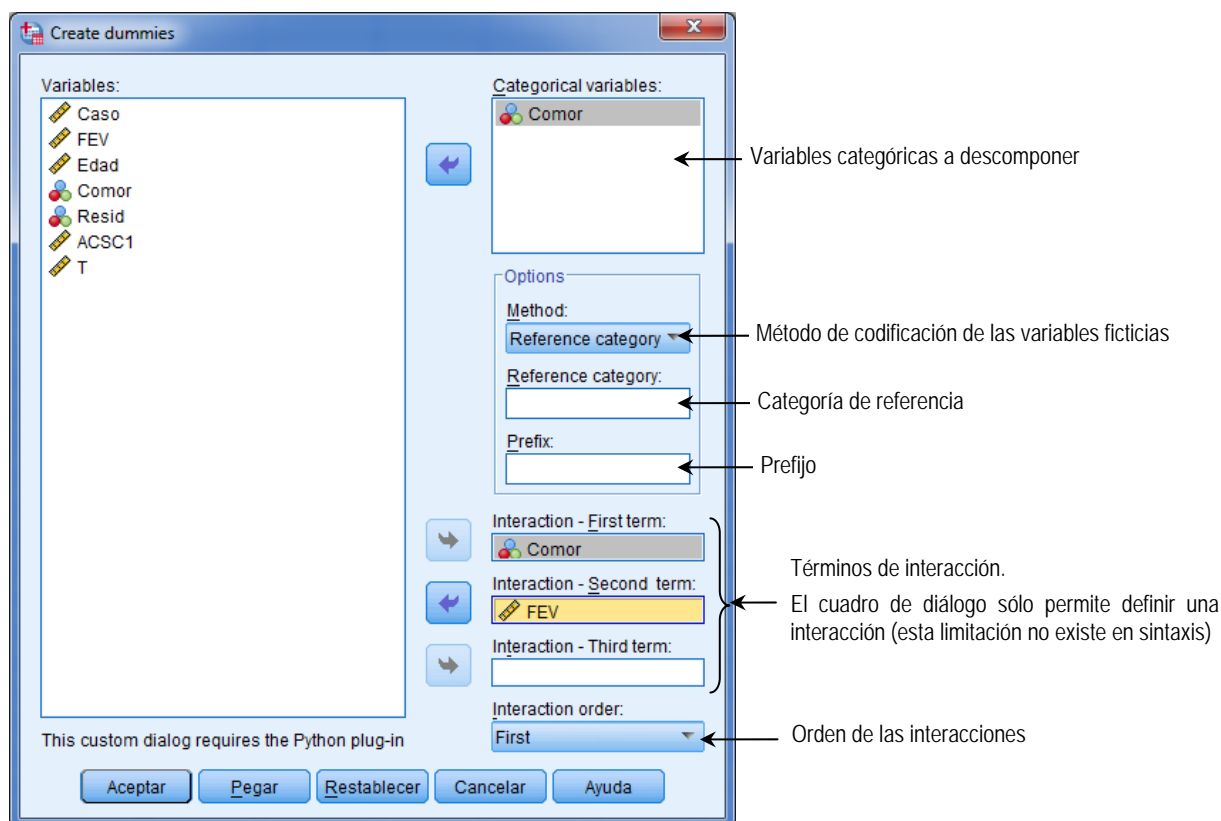 Create dummies
Variables:
Caso
FEV
Edad
Comor
Resid
ACSC1
T
This custom dialog requires the Python plug-in
Categorical variables:
Comor
Options
Method:
Reference category
Reference category:
Prefix:
Interaction - First term:
Comor
Interaction - Second term:
FEV
Interaction - Third term:
Interaction order:
First
Aceptar
Pegar
Restablecer
Cancelar
Ayuda
Variables categóricas a descomponer
Método de codificación de las variables ficticias
Categoría de referencia
Prefijo
Términos de interacción.
El cuadro de diálogo sólo permite definir una
interacción (esta limitación no existe en sintaxis)
Orden de las interacciones